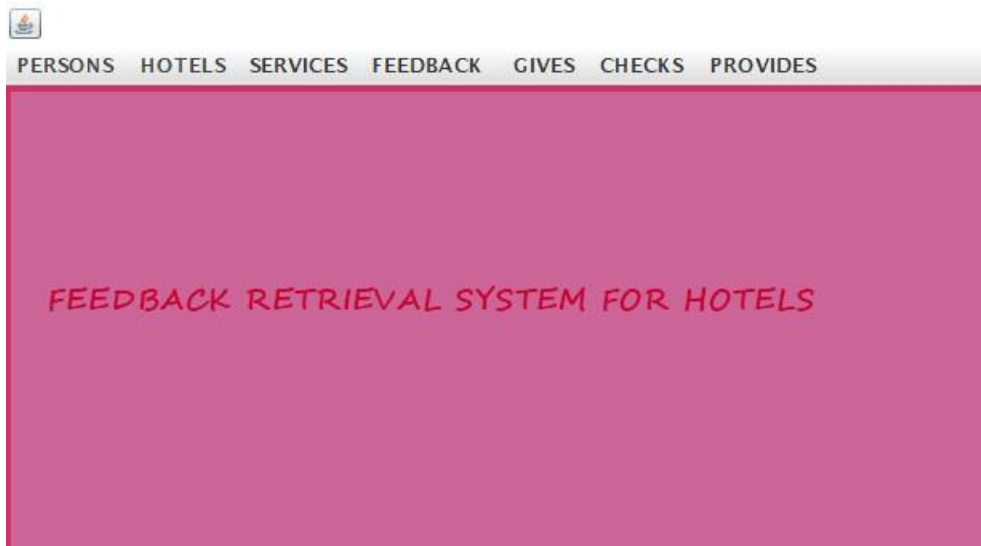 PERSONS HOTELS SERVICES FEEDBACK GIVES CHECKS PROVIDES
FEEDBACK RETRIEVAL SYSTEM FOR HOTELS